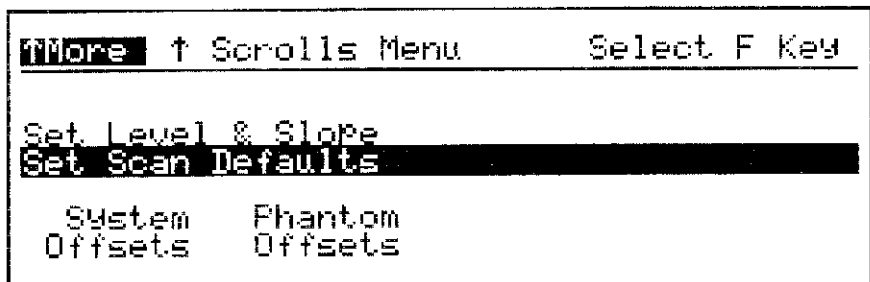 ↑More ↑ Scrolls Menu Select F Key
Set Level & Slope
Set Scan Defaults
System Phantom
Offsets Offsets